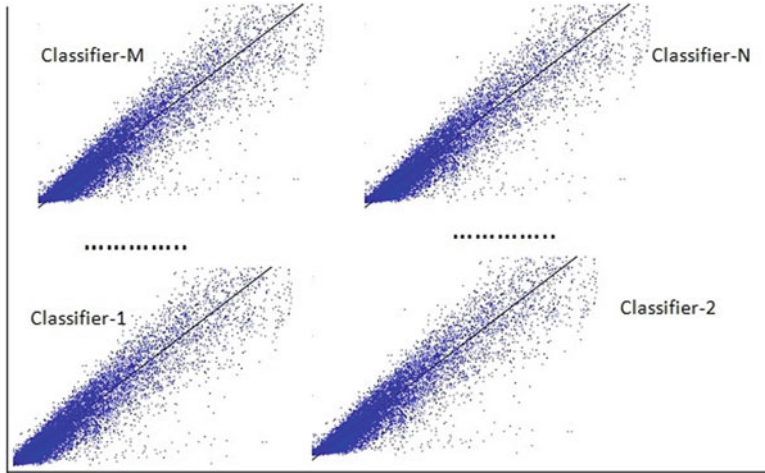 Classifier-M
Classifier-N
..............
..............
Classifier-1
Classifier-2